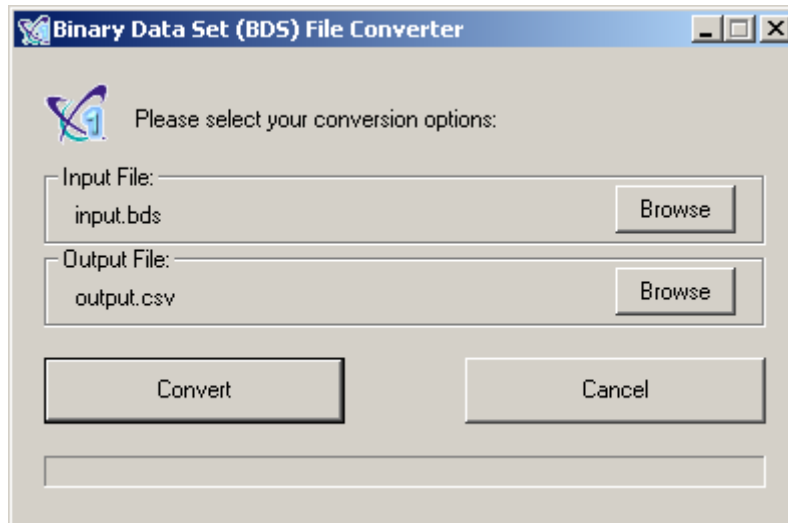 Binary Data Set (BDS) File Converter
1
Please select your conversion options:
Input File:
input.bds
Browse
Output File:
output.csv
Browse
Convert
Cancel